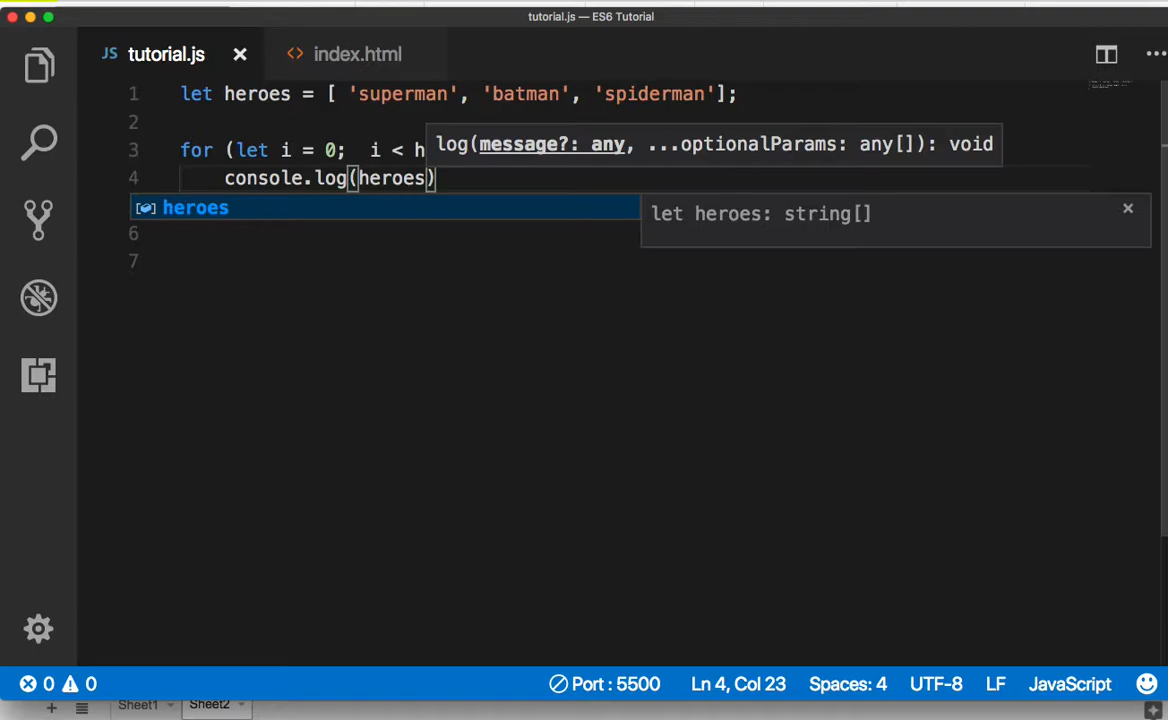 tutorial.js — ES6 Tutorial
JS tutorial.js × <> index.html
1 let heroes = [ 'superman', 'batman', 'spiderman'];
2
3 for (let i = 0;  i < h
log(message?: any, ...optionalParams: any[]): void
4 console.log(heroes)
heroes
let heroes: string[] ×
6
7
0 0 Port : 5500 Ln 4, Col 23 Spaces: 4 UTF-8 LF JavaScript
+ Sheet1 Sheet2